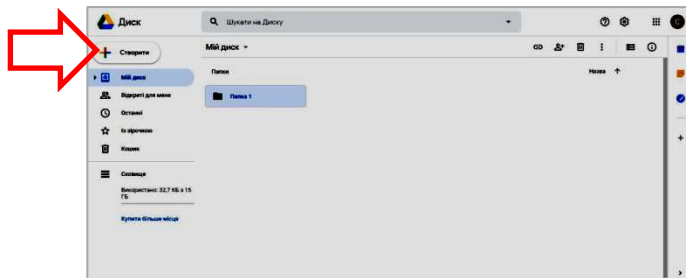 Диск
Шукати на Диску
Створити
Мій диск
Мій диск
Відкриті для мене
Останні
Із зірочкою
Кошик
Сховище
Використано: 32,7 КБ з 15
ГБ
Купити більше місця
Папки
Назва
Папка 1
C